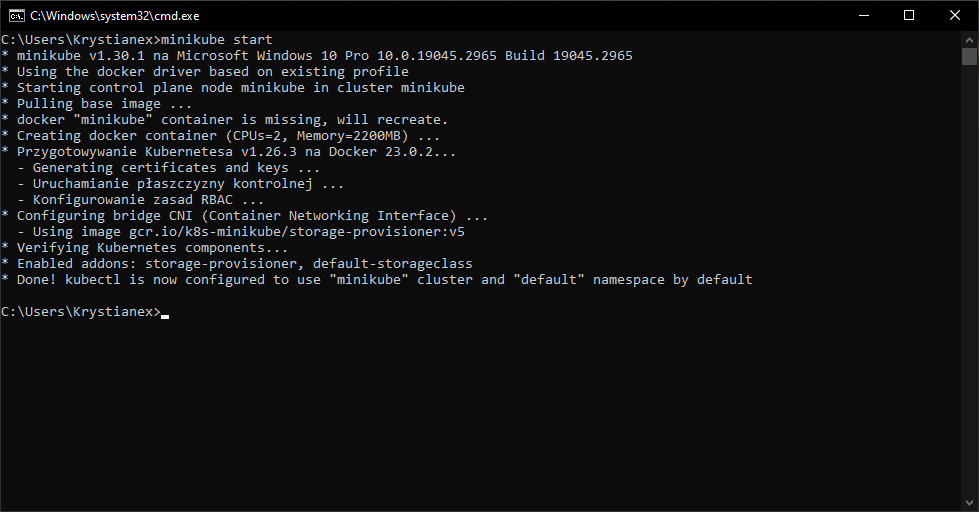 C:\Windows\system32\cmd.exe
C:\Users\Krystianex>minikube start
* minikube v1.30.1 na Microsoft Windows 10 Pro 10.0.19045.2965 Build 19045.2965
* Using the docker driver based on existing profile
* Starting control plane node minikube in cluster minikube
* Pulling base image ...
* docker "minikube" container is missing, will recreate.
* Creating docker container (CPUs=2, Memory=2200MB) ...
* Przygotowywanie Kubernetesa v1.26.3 na Docker 23.0.2...
  - Generating certificates and keys ...
  - Uruchamianie płaszczyzny kontrolnej ...
  - Konfigurowanie zasad RBAC ...
* Configuring bridge CNI (Container Networking Interface) ...
  - Using image gcr.io/k8s-minikube/storage-provisioner:v5
* Verifying Kubernetes components...
* Enabled addons: storage-provisioner, default-storageclass
* Done! kubectl is now configured to use "minikube" cluster and "default" namespace by default
C:\Users\Krystianex>